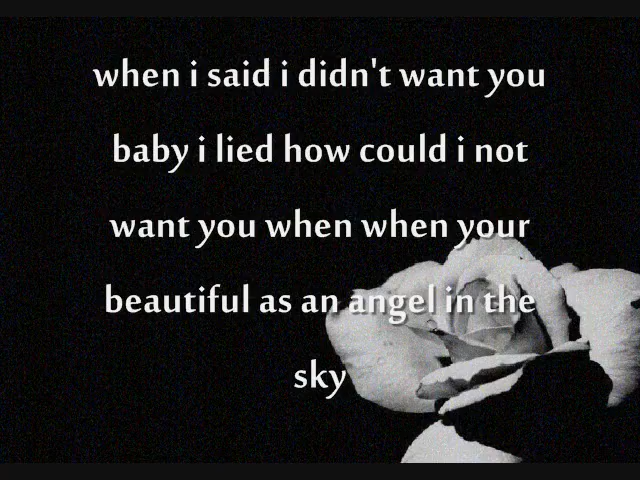 when i said i didn't want you
baby i lied how could i not
want you when when your
beautiful as an angel in the
sky